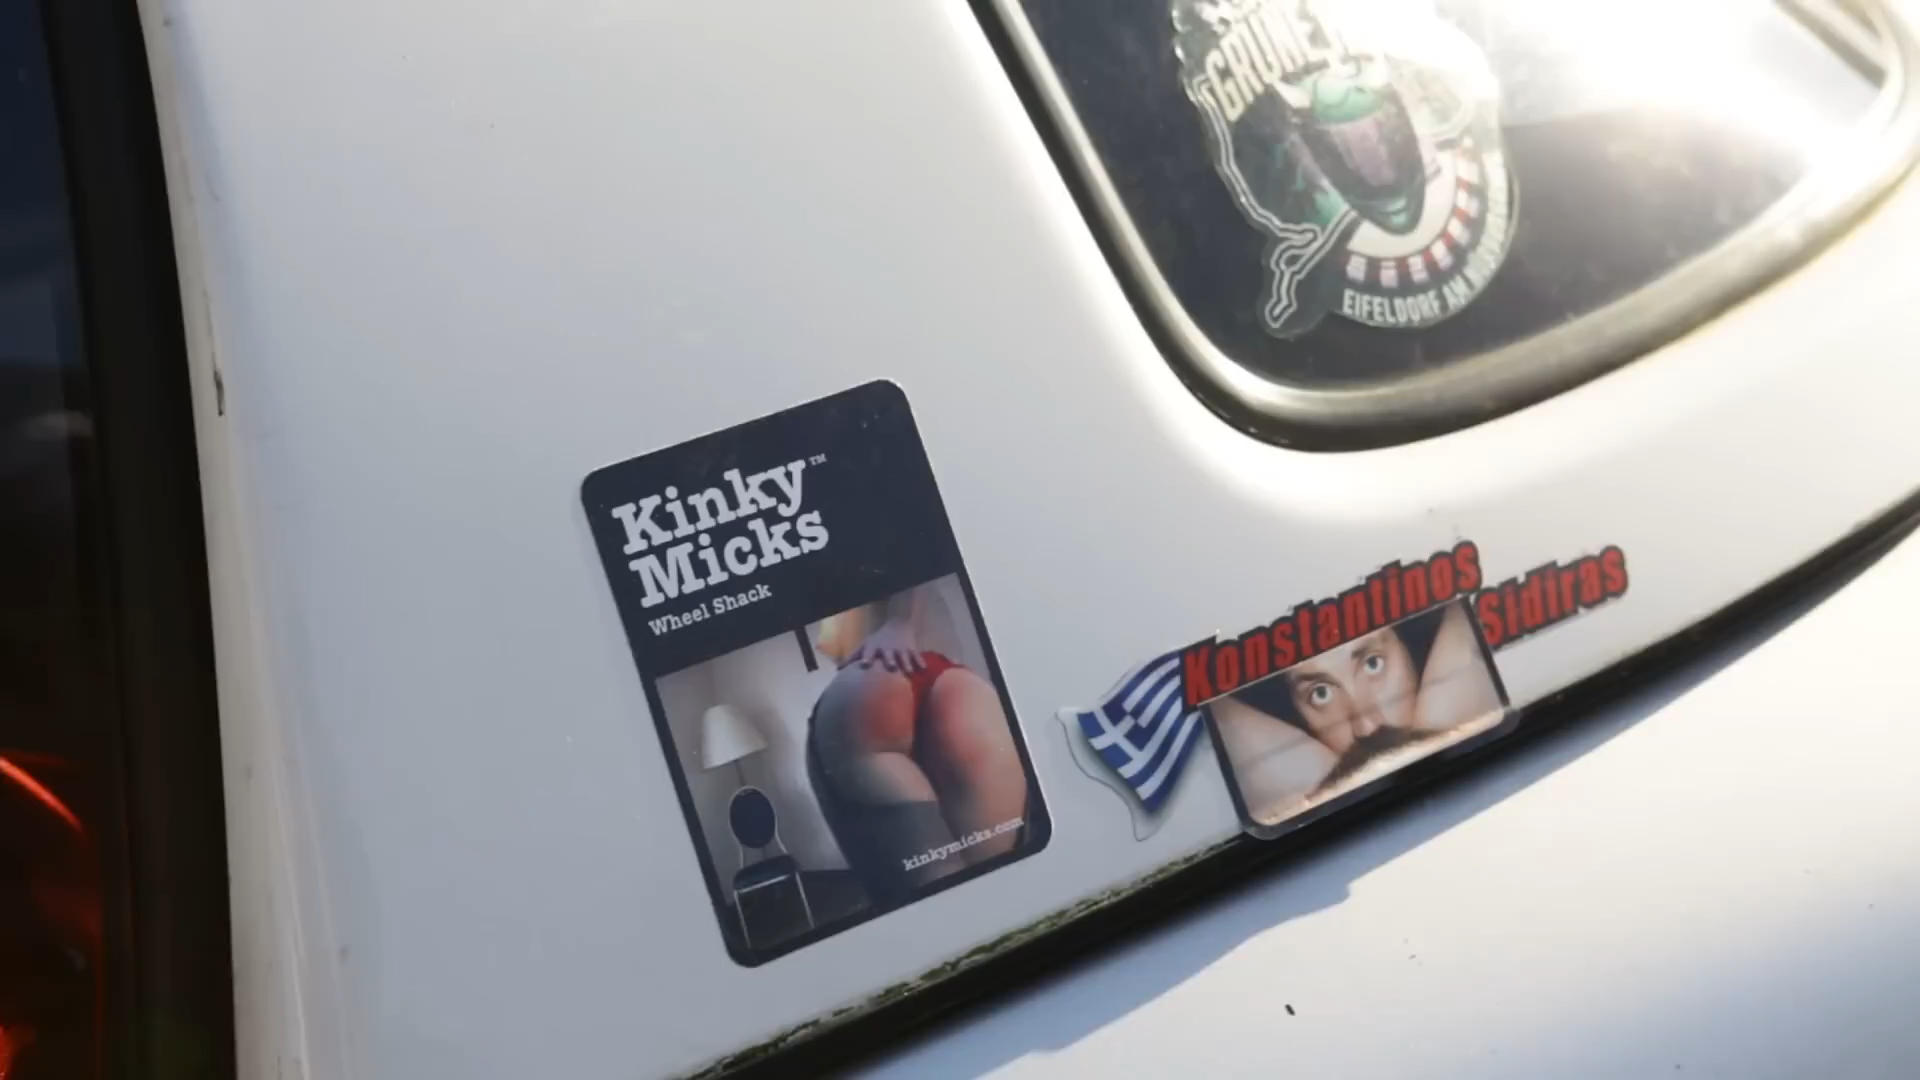 Kinky™
Micks
Wheel Shack
kinkymicks.com
Konstantinos
Sidiras
EIFELDORF AM